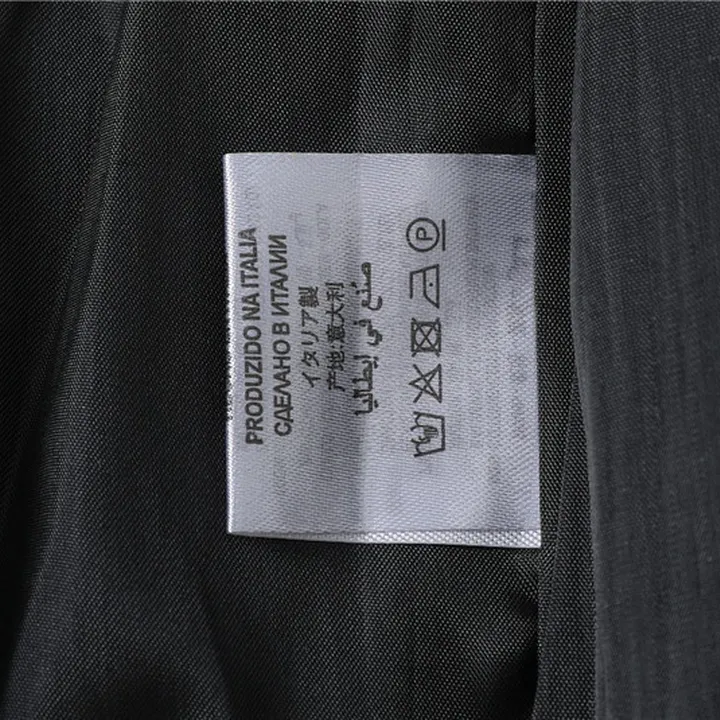 PRODUZIDO NA ITALIA
СДЕЛАНО В ИТАЛИИ
イタリア製
产地:意大利
صنع في إيطاليا
P